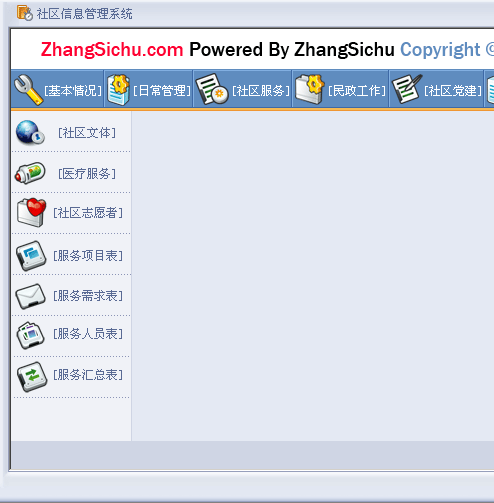 社区信息管理系统
ZhangSichu.com Powered By ZhangSichu Copyright ©
[基本情况] [日常管理] [社区服务] [民政工作] [社区党建]
[社区文体]
[医疗服务]
[社区志愿者]
[服务项目表]
[服务需求表]
[服务人员表]
[服务汇总表]